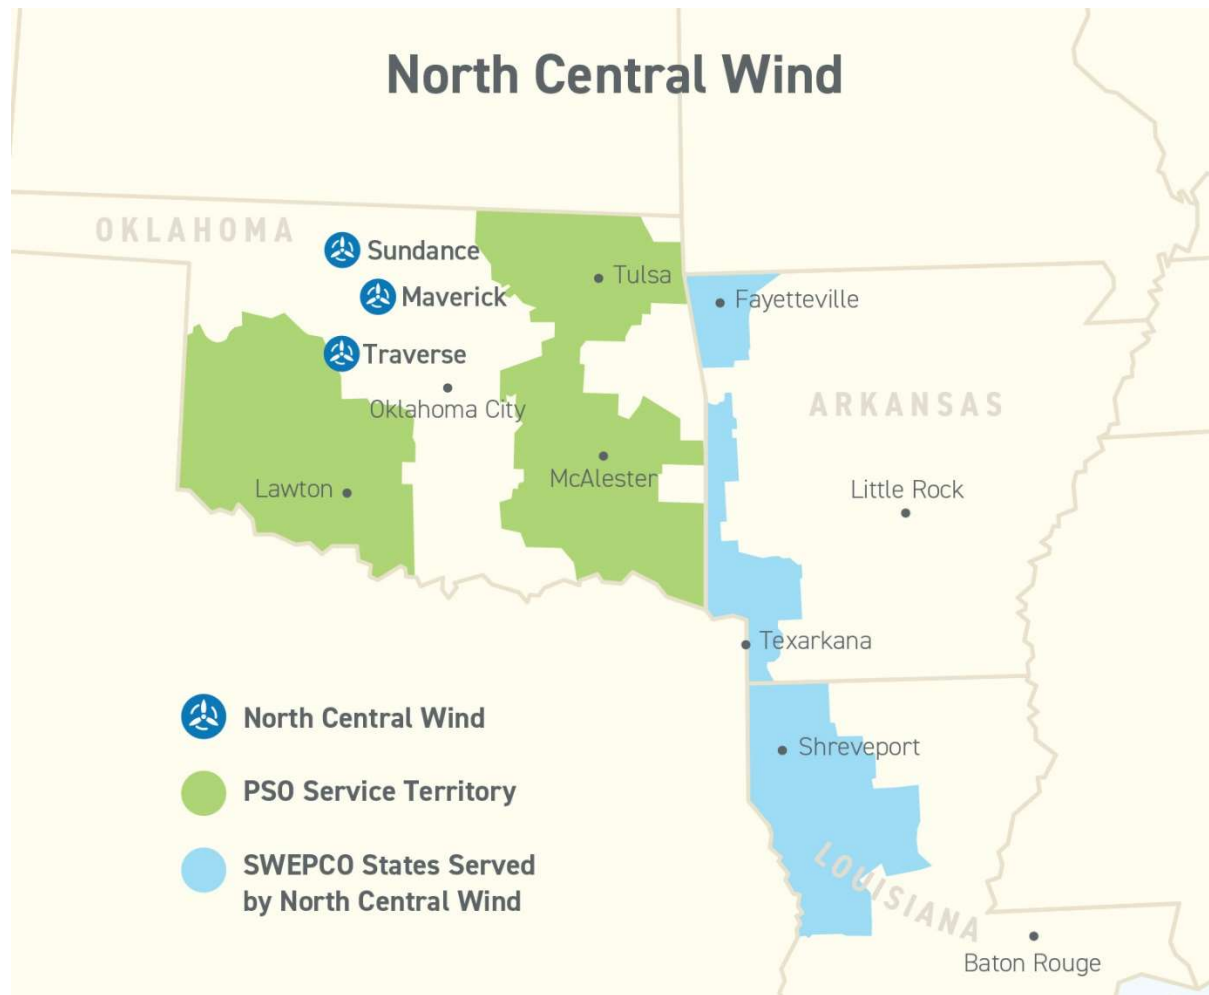 North Central Wind
OKLAHOMA
Sundance
Tulsa
Maverick
Fayetteville
Traverse
Oklahoma City
ARKANSAS
McAlester
Lawton
Little Rock
Texarkana
North Central Wind
Shreveport
PSO Service Territory
SWEPCO States Served
by North Central Wind
LOUISIANA
Baton Rouge